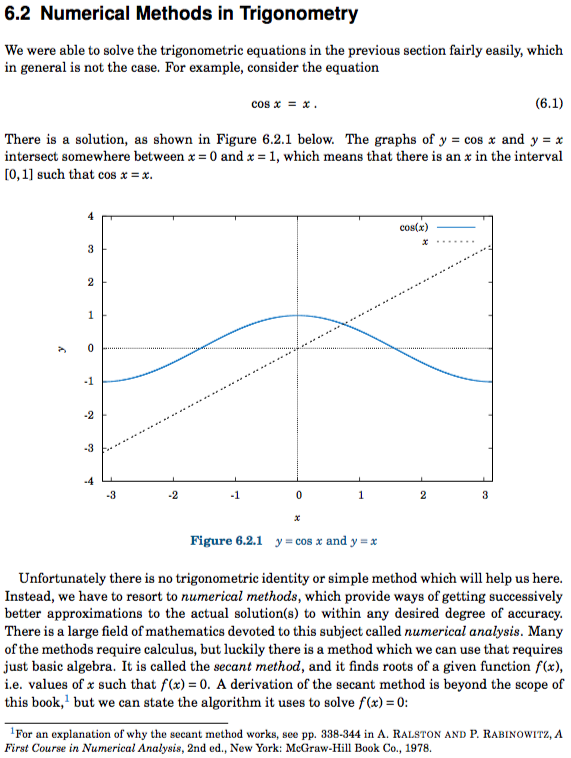 6.2 Numerical Methods in Trigonometry
We were able to solve the trigonometric equations in the previous section fairly easily, which
in general is not the case. For example, consider the equation
cos x = x . (6.1)
There is a solution, as shown in Figure 6.2.1 below. The graphs of y = cos x and y = x
intersect somewhere between x = 0 and x = 1, which means that there is an x in the interval
[0,1] such that cos x = x.
4
cos(x)
x
3
2
1
0
y
-1
-2
-3
-4
-3 -2 -1 0 1 2 3
x
Figure 6.2.1 y = cos x and y = x
Unfortunately there is no trigonometric identity or simple method which will help us here.
Instead, we have to resort to numerical methods, which provide ways of getting successively
better approximations to the actual solution(s) to within any desired degree of accuracy.
There is a large field of mathematics devoted to this subject called numerical analysis. Many
of the methods require calculus, but luckily there is a method which we can use that requires
just basic algebra. It is called the secant method, and it finds roots of a given function f(x),
i.e. values of x such that f(x) = 0. A derivation of the secant method is beyond the scope of
this book,¹ but we can state the algorithm it uses to solve f(x) = 0:
¹For an explanation of why the secant method works, see pp. 338-344 in A. RALSTON AND P. RABINOWITZ, A
First Course in Numerical Analysis, 2nd ed., New York: McGraw-Hill Book Co., 1978.